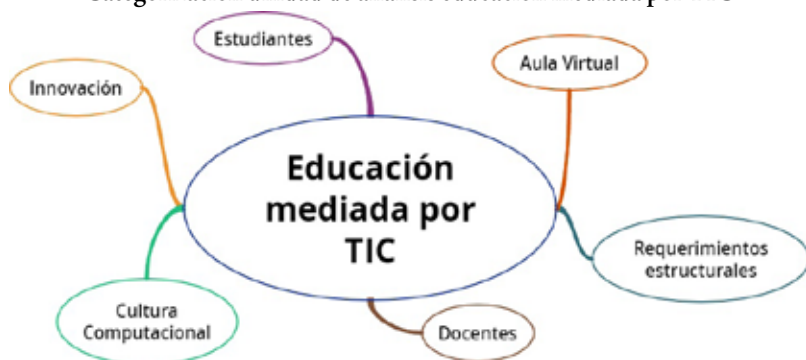 Estudiantes
Aula Virtual
Innovación
Educación
mediada por
TIC
Requerimientos
estructurales
Cultura
Computacional
Docentes